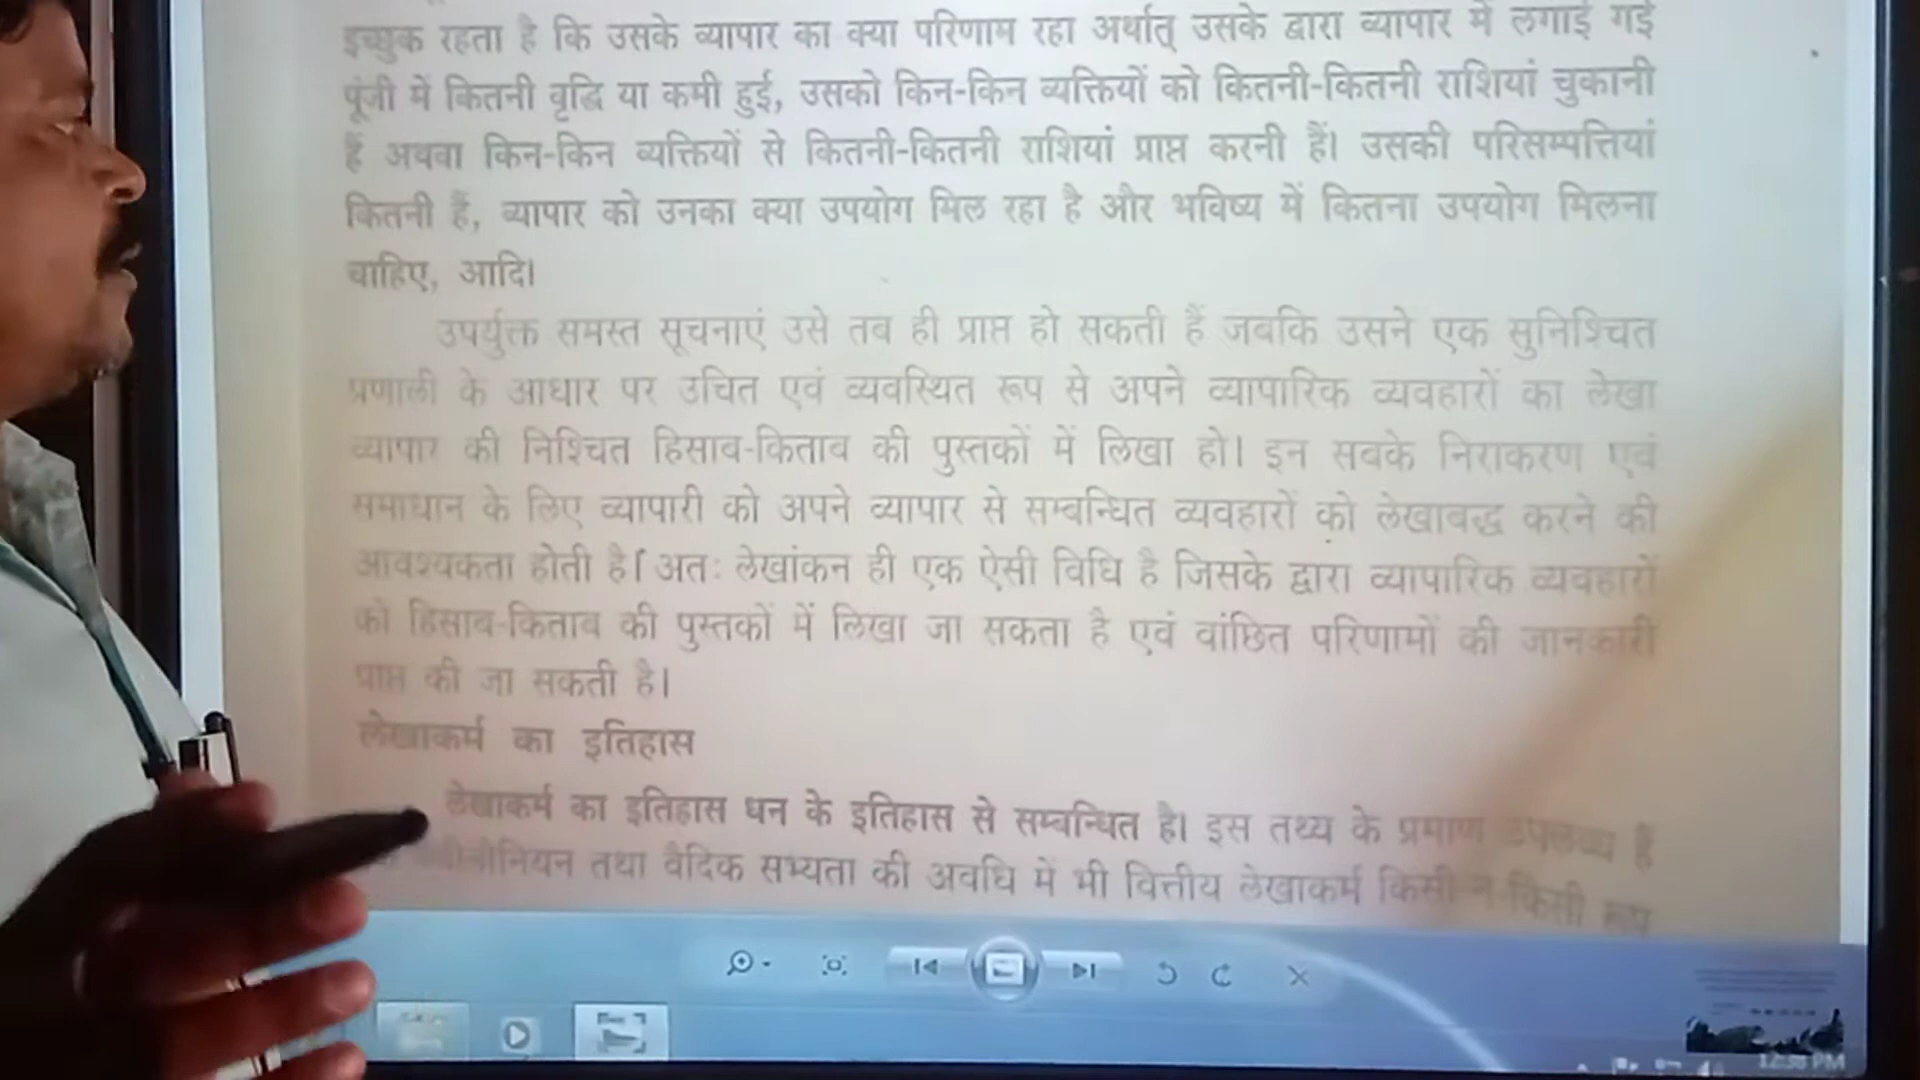 इच्छुक रहता है कि उसके व्यापार का क्या परिणाम रहा अर्थात् उसके द्वारा व्यापार में लगाई गई
पूंजी में कितनी वृद्धि या कमी हुई, उसको किन-किन व्यक्तियों को कितनी-कितनी राशियां चुकानी
हैं अथवा किन-किन व्यक्तियों से कितनी-कितनी राशियां प्राप्त करनी हैं। उसकी परिसम्पत्तियां
कितनी हैं, व्यापार को उनका क्या उपयोग मिल रहा है और भविष्य में कितना उपयोग मिलना
चाहिए, आदि।
उपर्युक्त समस्त सूचनाएं उसे तब ही प्राप्त हो सकती हैं जबकि उसने एक सुनिश्चित
प्रणाली के आधार पर उचित एवं व्यवस्थित रूप से अपने व्यापारिक व्यवहारों का लेखा
व्यापार की निश्चित हिसाब-किताब की पुस्तकों में लिखा हो। इन सबके निराकरण एवं
समाधान के लिए व्यापारी को अपने व्यापार से सम्बन्धित व्यवहारों को लेखाबद्ध करने की
आवश्यकता होती है। अतः लेखांकन ही एक ऐसी विधि है जिसके द्वारा व्यापारिक व्यवहारों
को हिसाब-किताब की पुस्तकों में लिखा जा सकता है एवं वांछित परिणामों की जानकारी
प्राप्त की जा सकती है।
लेखाकर्म का इतिहास
लेखाकर्म का इतिहास धन के इतिहास से सम्बन्धित है। इस तथ्य के प्रमाण उपलब्ध हैं
तथा वैदिक सभ्यता की अवधि में भी वित्तीय लेखाकर्म किसी न किसी रूप
12:38 PM